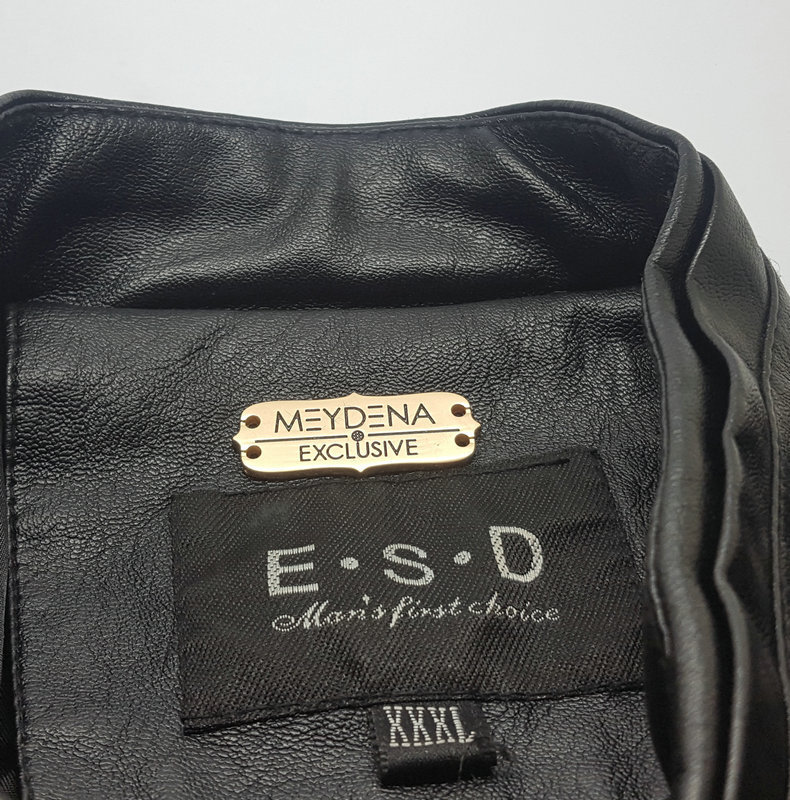 MEYDENA
EXCLUSIVE
E·S·D
Man's first choice
XXXL